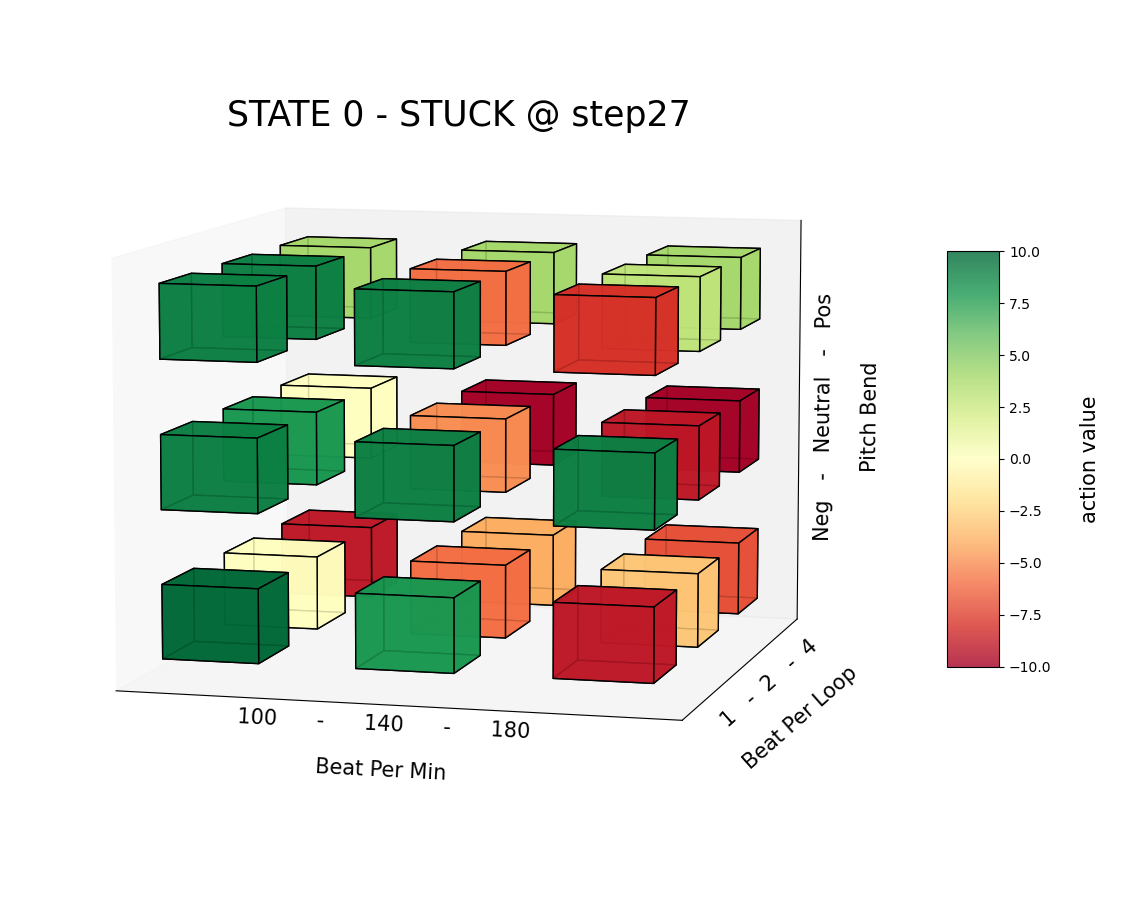 STATE 0 - STUCK @ step27
Neg - Neutral - Pos
Pitch Bend
1 - 2 - 4
Beat Per Loop
100 - 140 - 180
Beat Per Min
10.0
7.5
5.0
2.5
0.0
−2.5
−5.0
−7.5
−10.0
action value